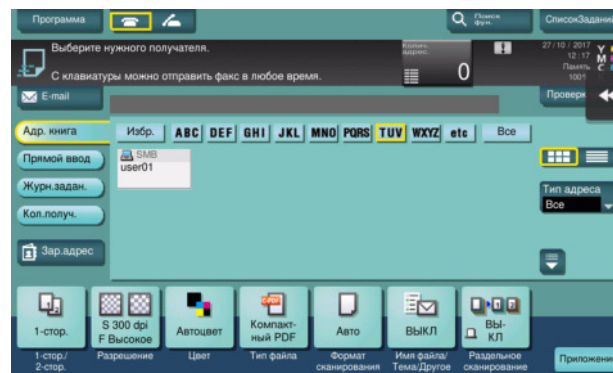 Программа
Поиск
фун.
СписокЗадани
Выберите нужного получателя.
С клавиатуры можно отправить факс в любое время.
Колич.
адрес.
0
27/10/2017
12:17
Память
100
Y
M
C
E-mail
Проверк
Адр. книга
Избр.
ABC
DEF
GHI
JKL
MNO
PQRS
TUV
WXYZ
etc
Все
Прямой ввод
SMB
user01
Журн.задан.
Тип адреса
Все
Кол.получ.
Зар.адрес
1-стор.
S 300 dpi
F Высокое
Автоцвет
Компакт-
ный PDF
Авто
ВЫКЛ
ВЫ-
КЛ
1-стор./
2-стор.
Разрешение
Цвет
Тип файла
Формат
сканирования
Имя файла/
Тема/Другое
Раздельное
сканирование
Приложени